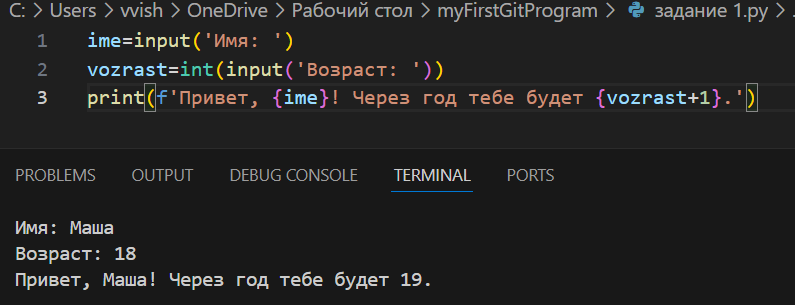 C: > Users > vvish > OneDrive > Рабочий стол > myFirstGitProgram > задание 1.py > .
1 ime=input('Имя: ')
2 vozrast=int(input('Возраст: '))
3 print(f'Привет, {ime}! Через год тебе будет {vozrast+1}.')
PROBLEMS OUTPUT DEBUG CONSOLE TERMINAL PORTS
Имя: Маша
Возраст: 18
Привет, Маша! Через год тебе будет 19.